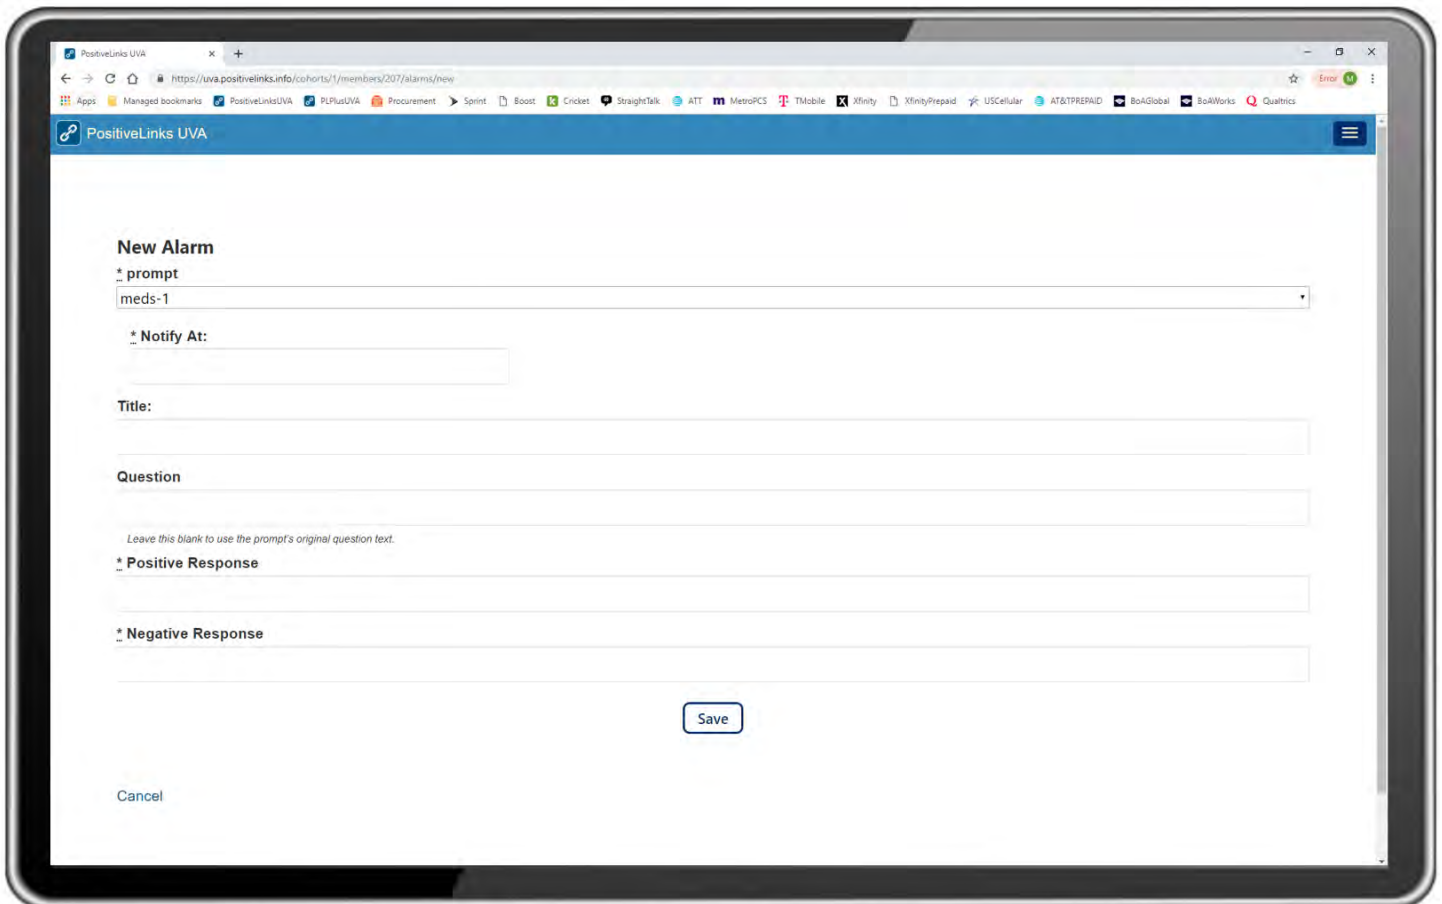 PositiveLinks UVA
https://uva.positivelinks.info/cohorts/1/members/207/alarms/new Error M
Apps Managed bookmarks PositiveLinksUVA PLPlusUVA Procurement Sprint Boost Cricket StraightTalk ATT MetroPCS TMobile Xfinity XfinityPrepaid USCellular AT&TPREPAID BoAGlobal BoAWorks Qualtrics
PositiveLinks UVA
New Alarm
* prompt
meds-1
* Notify At:
Title:
Question
Leave this blank to use the prompt's original question text.
* Positive Response
* Negative Response
Save
Cancel